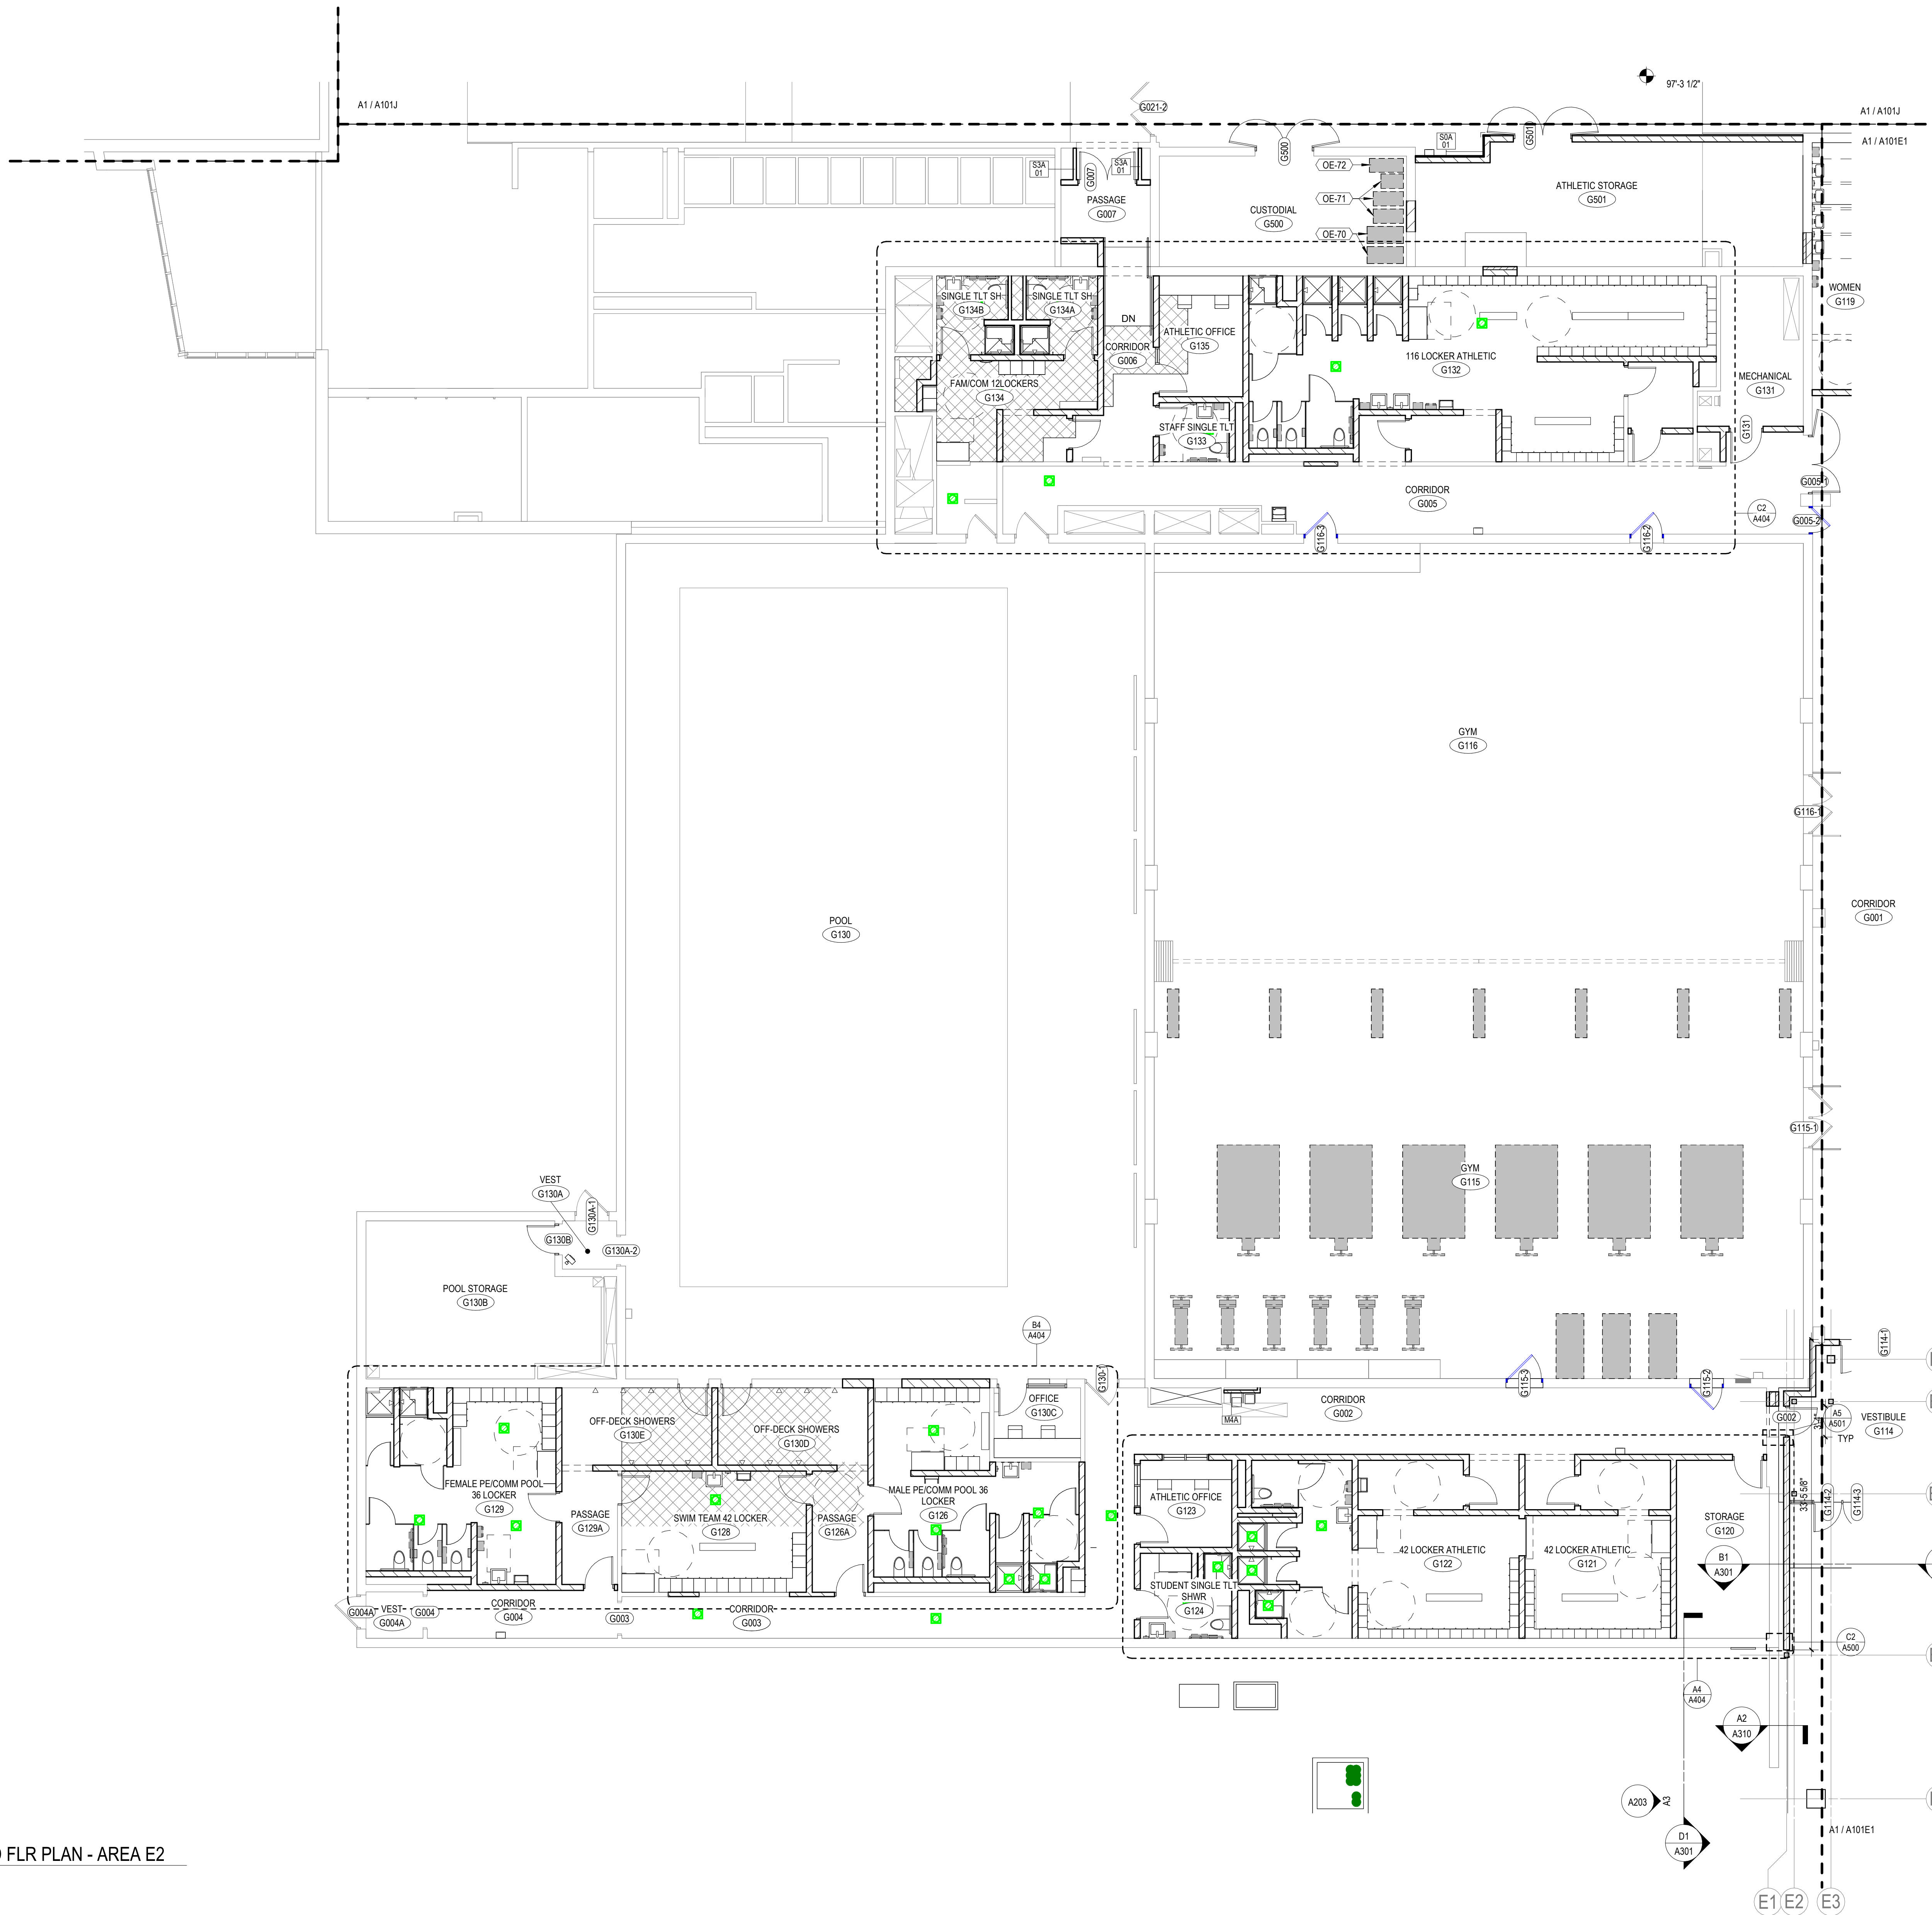 97'-3 1/2"
A1 / A101J
G021-2
A1 / A101J
A1 / A101E1
S0A
01
G501
G500
OE-72
S3A
01
G007
S3A
01
PASSAGE
G007
OE-71
ATHLETIC STORAGE
G501
CUSTODIAL
G500
OE-70
SINGLE TLT SH
G134B
SINGLE TLT SH
G134A
WOMEN
G119
DN
ATHLETIC OFFICE
G135
CORRIDOR
G006
116 LOCKER ATHLETIC
G132
FAM/COM 12LOCKERS
G134
MECHANICAL
G131
G131
STAFF SINGLE TLT
G133
G005-1
CORRIDOR
G005
C2
A404
G005-2
G116-3
G116-2
GYM
G116
G116-1
POOL
G130
CORRIDOR
G001
G115-1
GYM
G115
VEST
G130A
G130A-1
G130B
G130A-2
POOL STORAGE
G130B
B4
A404
G114-1
G130-
G115-3
G115-2
OFFICE
G130C
CORRIDOR
G002
M4A
OFF-DECK SHOWERS
G130E
OFF-DECK SHOWERS
G130D
G002
A5
A501
TYP
VESTIBULE
G114
FEMALE PE/COMM POOL
36 LOCKER
G129
MALE PE/COMM POOL 36
LOCKER
G126
ATHLETIC OFFICE
G123
33'-5 5/8"
G114-2
G114-3
PASSAGE
G129A
SWIM TEAM 42 LOCKER
G128
PASSAGE
G126A
STORAGE
G120
42 LOCKER ATHLETIC
G122
42 LOCKER ATHLETIC
G121
B1
A301
STUDENT SINGLE TLT
SHWR
G124
G004A
VEST
G004A
G004
CORRIDOR
G004
G003
CORRIDOR
G003
C2
A500
A4
A404
A2
A310
A203
A3
A1 / A101E1
D1
A301
FLR PLAN - AREA E2
E1
E2
E3